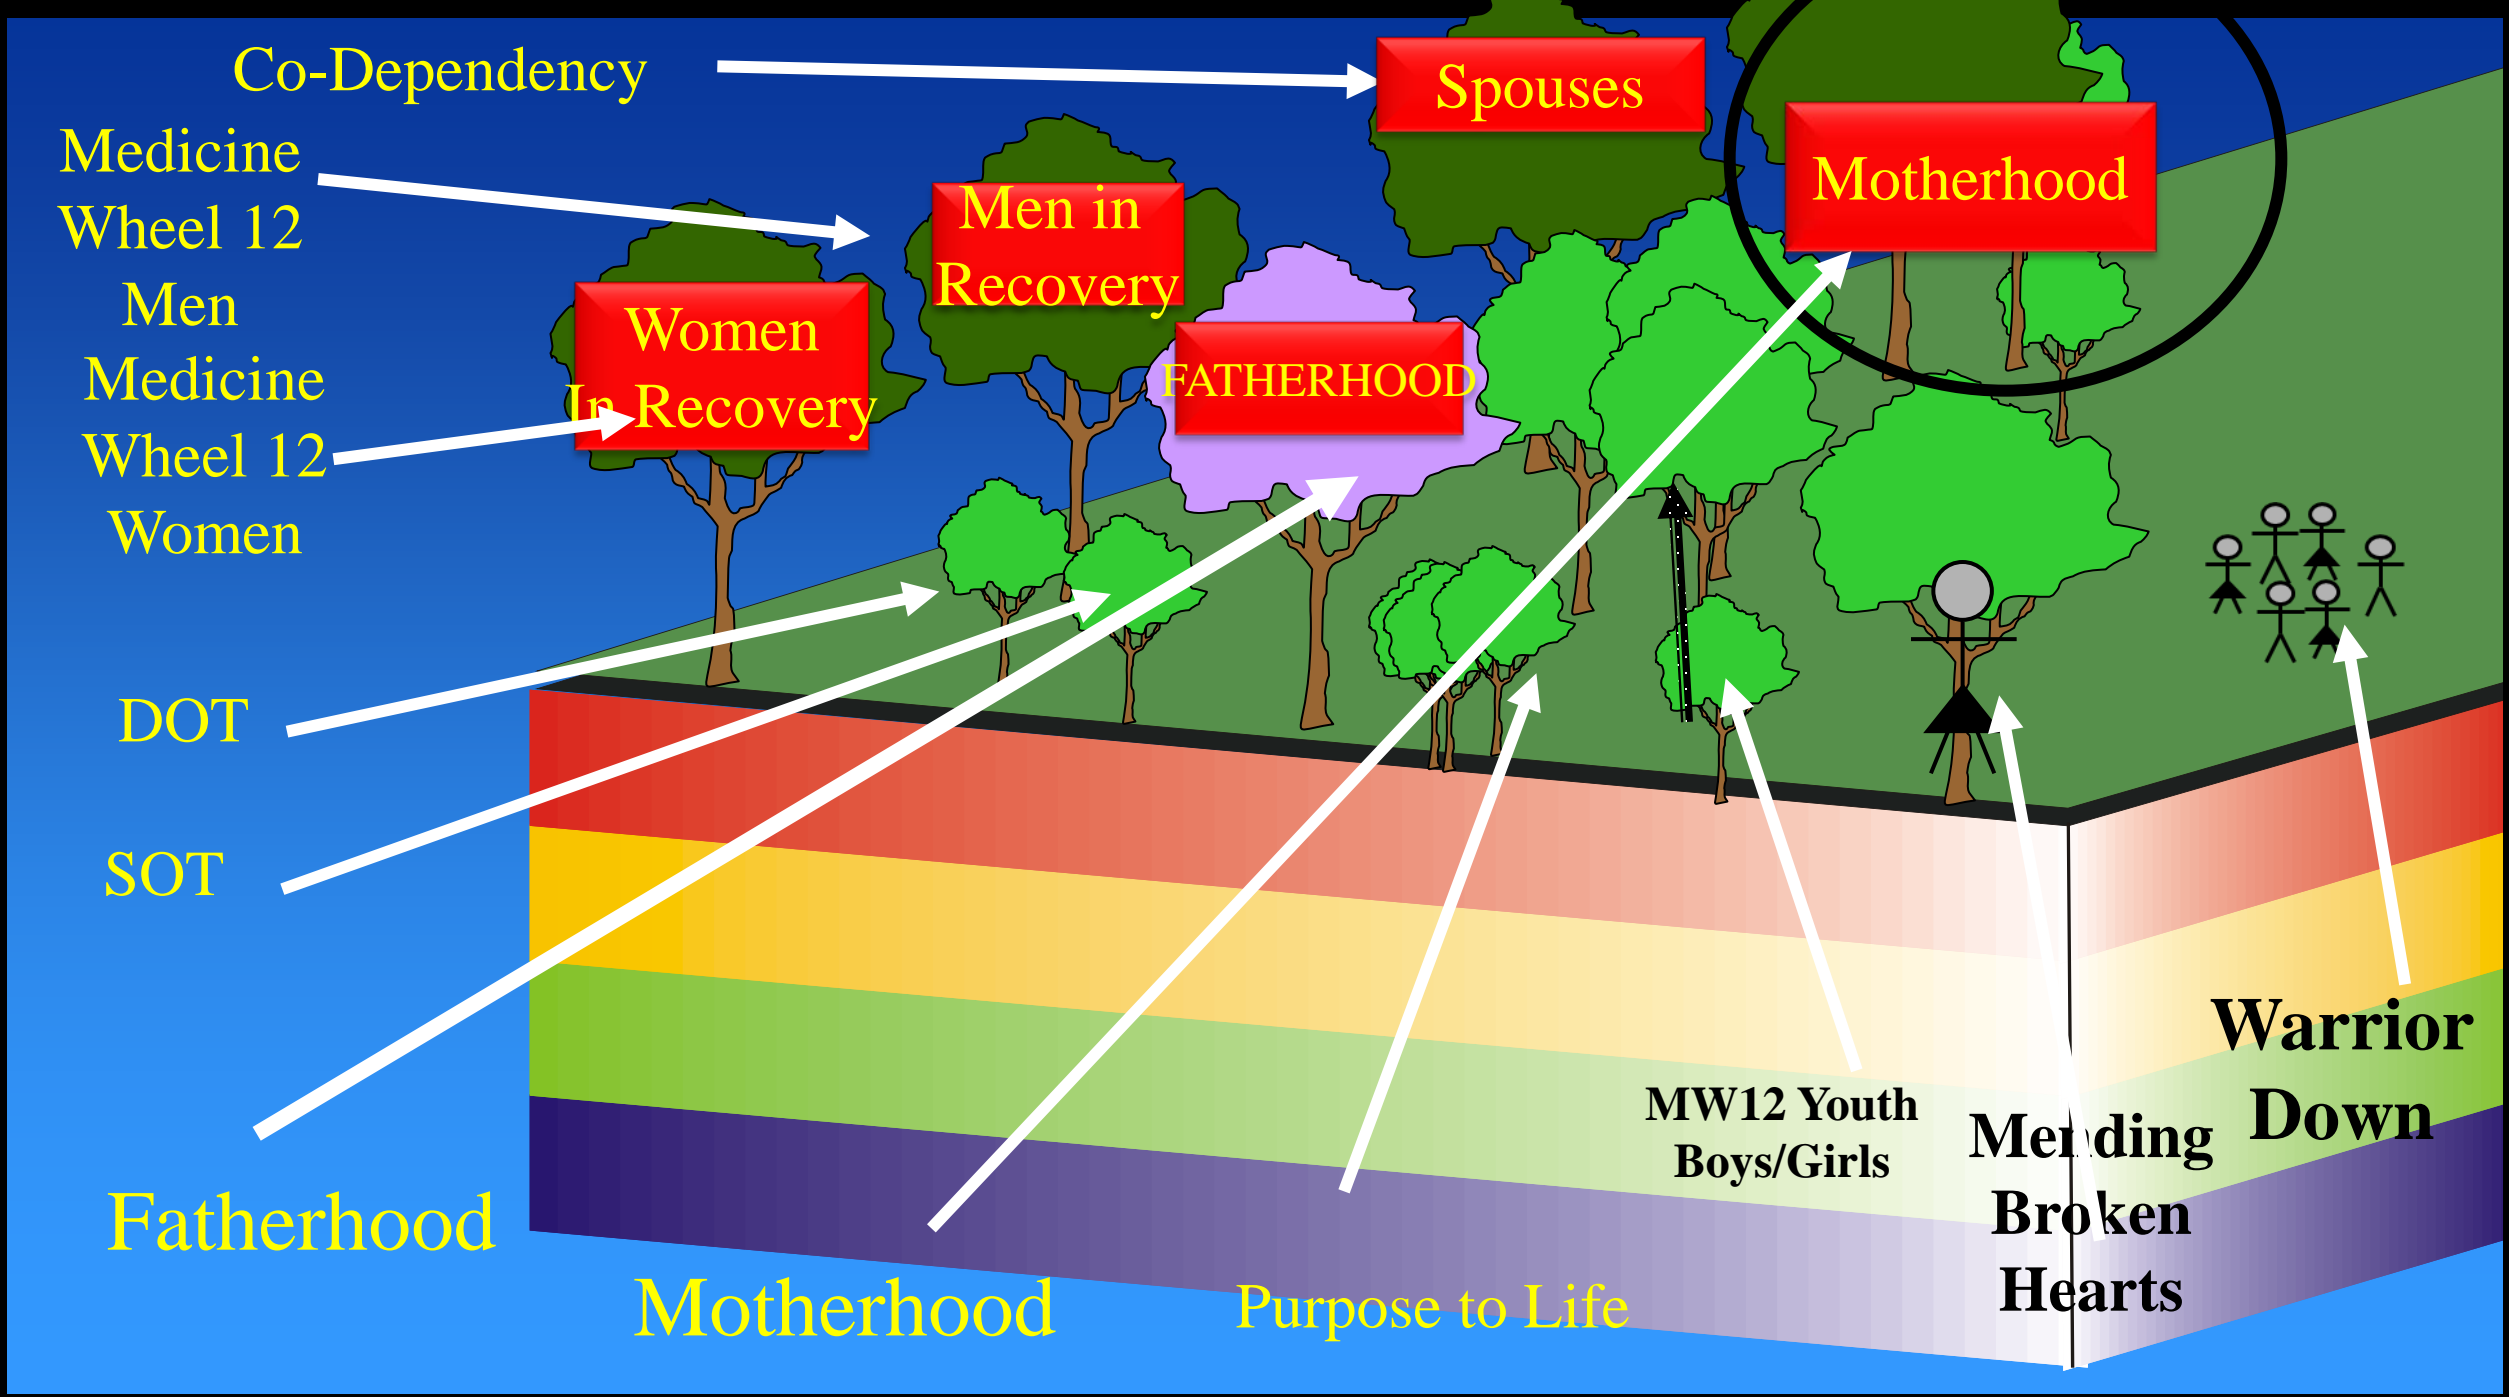 Co-Dependency
Spouses
Medicine
Wheel 12
Men
Motherhood
Men in
Recovery
Women
In Recovery
FATHERHOOD
Medicine
Wheel 12
Women
DOT
SOT
Fatherhood
Motherhood
Purpose to Life
MW12 Youth
Boys/Girls
Mending
Broken
Hearts
Warrior
Down